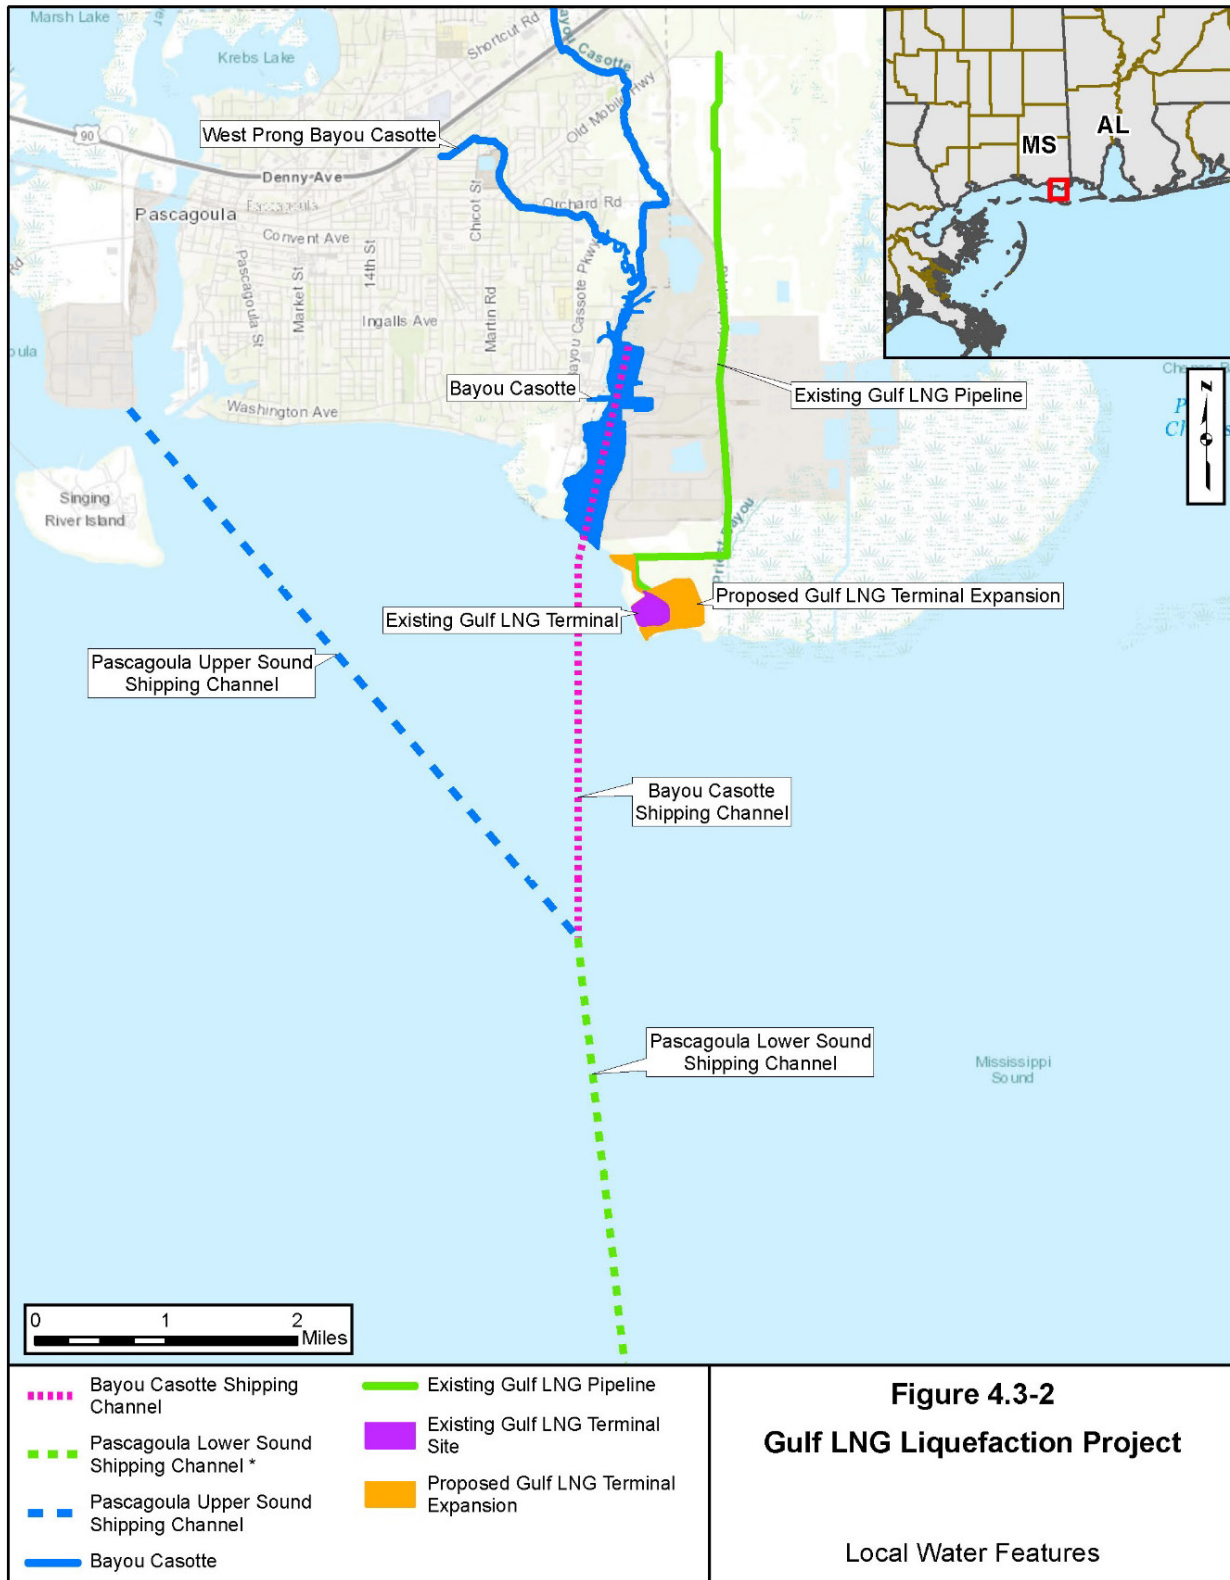 Marsh Lake
Krebs Lake
Shortcut Rd
Bayou Casotte
Old Mobile Hwy
90
West Prong Bayou Casotte
Denny Ave
Pascagoula
Pascagoula
Orchard Rd
Convent Ave
Chicot St
14th St
Market St
Pascagoula St
Martin Rd
Ingalls Ave
Bayou Cassotte Pkwy
Bayou Casotte
Washington Ave
Existing Gulf LNG Pipeline
Singing
River Island
Priest Bayou
Proposed Gulf LNG Terminal Expansion
Existing Gulf LNG Terminal
Pascagoula Upper Sound
Shipping Channel
Bayou Casotte
Shipping Channel
Pascagoula Lower Sound
Shipping Channel
Mississippi
Sound
MS
AL
N
0 1 2
Miles
Bayou Casotte Shipping
Channel
Pascagoula Lower Sound
Shipping Channel *
Pascagoula Upper Sound
Shipping Channel
Bayou Casotte
Existing Gulf LNG Pipeline
Existing Gulf LNG Terminal
Site
Proposed Gulf LNG Terminal
Expansion
Figure 4.3-2
Gulf LNG Liquefaction Project
Local Water Features